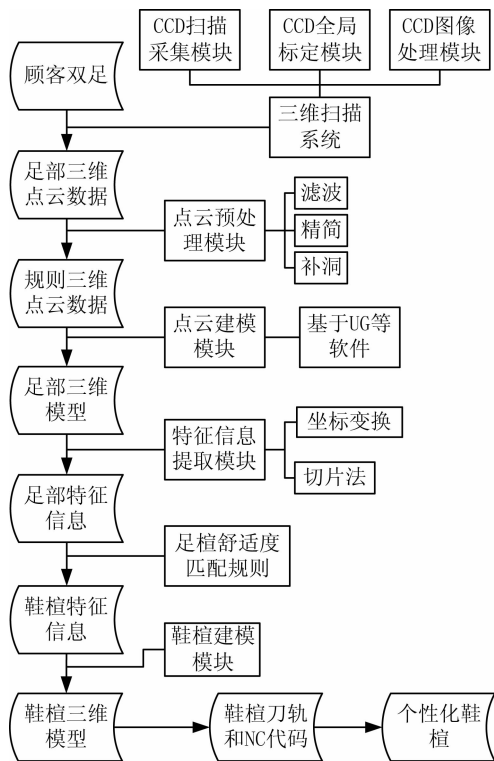 CCD扫描
采集模块
CCD全局
标定模块
CCD图像
处理模块
顾客双足
三维扫描
系统
足部三维
点云数据
点云预处
理模块
滤波
精简
补洞
规则三维
点云数据
点云建模
模块
基于UG等
软件
足部三维
模型
特征信息
提取模块
坐标变换
切片法
足部特征
信息
足楦舒适度
匹配规则
鞋楦特征
信息
鞋楦建模
模块
鞋楦三维
模型
鞋楦刀轨
和NC代码
个性化鞋
楦